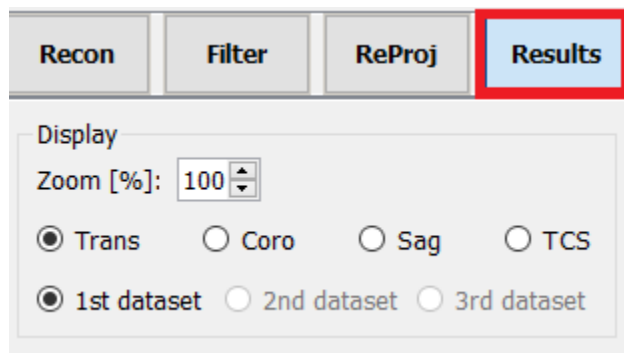 Recon Filter ReProj Results
Display
Zoom [%]: 100
Trans Coro Sag TCS
1st dataset 2nd dataset 3rd dataset